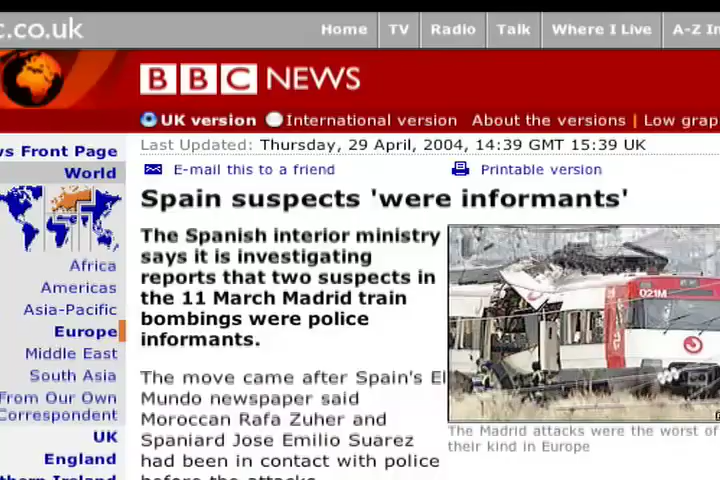 c.co.uk
Home TV Radio Talk Where I Live A-Z
BBC NEWS
UK version International version About the versions | Low
Last Updated: Thursday, 29 April, 2004, 14:39 GMT 15:39 UK
E-mail this to a friend Printable version
Spain suspects 'were informants'
The Spanish interior ministry
says it is investigating
reports that two suspects in
the 11 March Madrid train
bombings were police
informants.
The move came after Spain's El
Mundo newspaper said
Moroccan Rafa Zuher and
Spaniard Jose Emilio Suarez
had been in contact with police
before the attacks.
021M
The Madrid attacks were the worst of
their kind in Europe
ws Front Page
World
Africa
Americas
Asia-Pacific
Europe
Middle East
South Asia
From Our Own
Correspondent
UK
England
thern Ireland